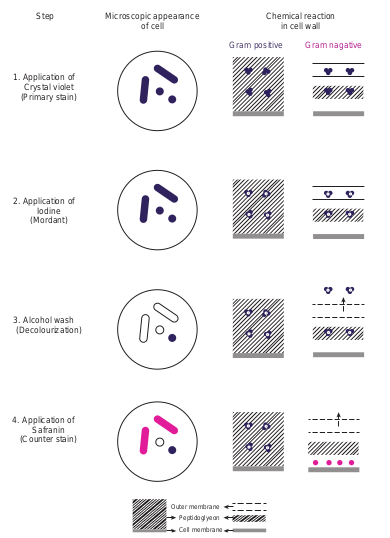 Step
Microscopic appearance
of cell
Chemical reaction
in cell wall
Gram positive
Gram nagative
1. Application of
Crystal violet
(Primary stain)
2. Application of
Iodine
(Mordant)
3. Alcohol wash
(Decolourization)
4. Application of
Safranin
(Counter stain)
Outer membrane
Peptidoglyeon
Cell membrane